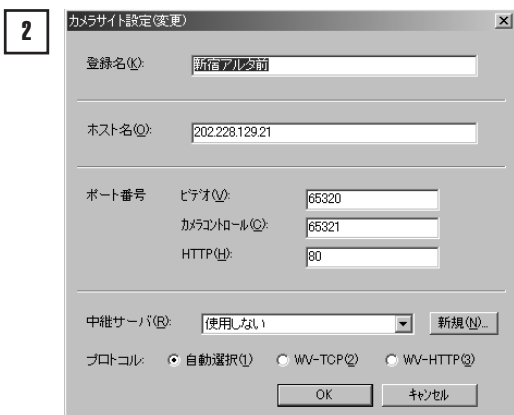 2
カメラサイト設定(変更)
登録名(K): 新宿アルタ前
ホスト名(O): 202.228.129.21
ポート番号 ビデオ(V): 65320
カメラコントロール(C): 65321
HTTP(H): 80
中継サーバ(R): 使用しない 新規(N)...
プロトコル: 自動選択(1) WV-TCP(2) WV-HTTP(3)
OK キャンセル